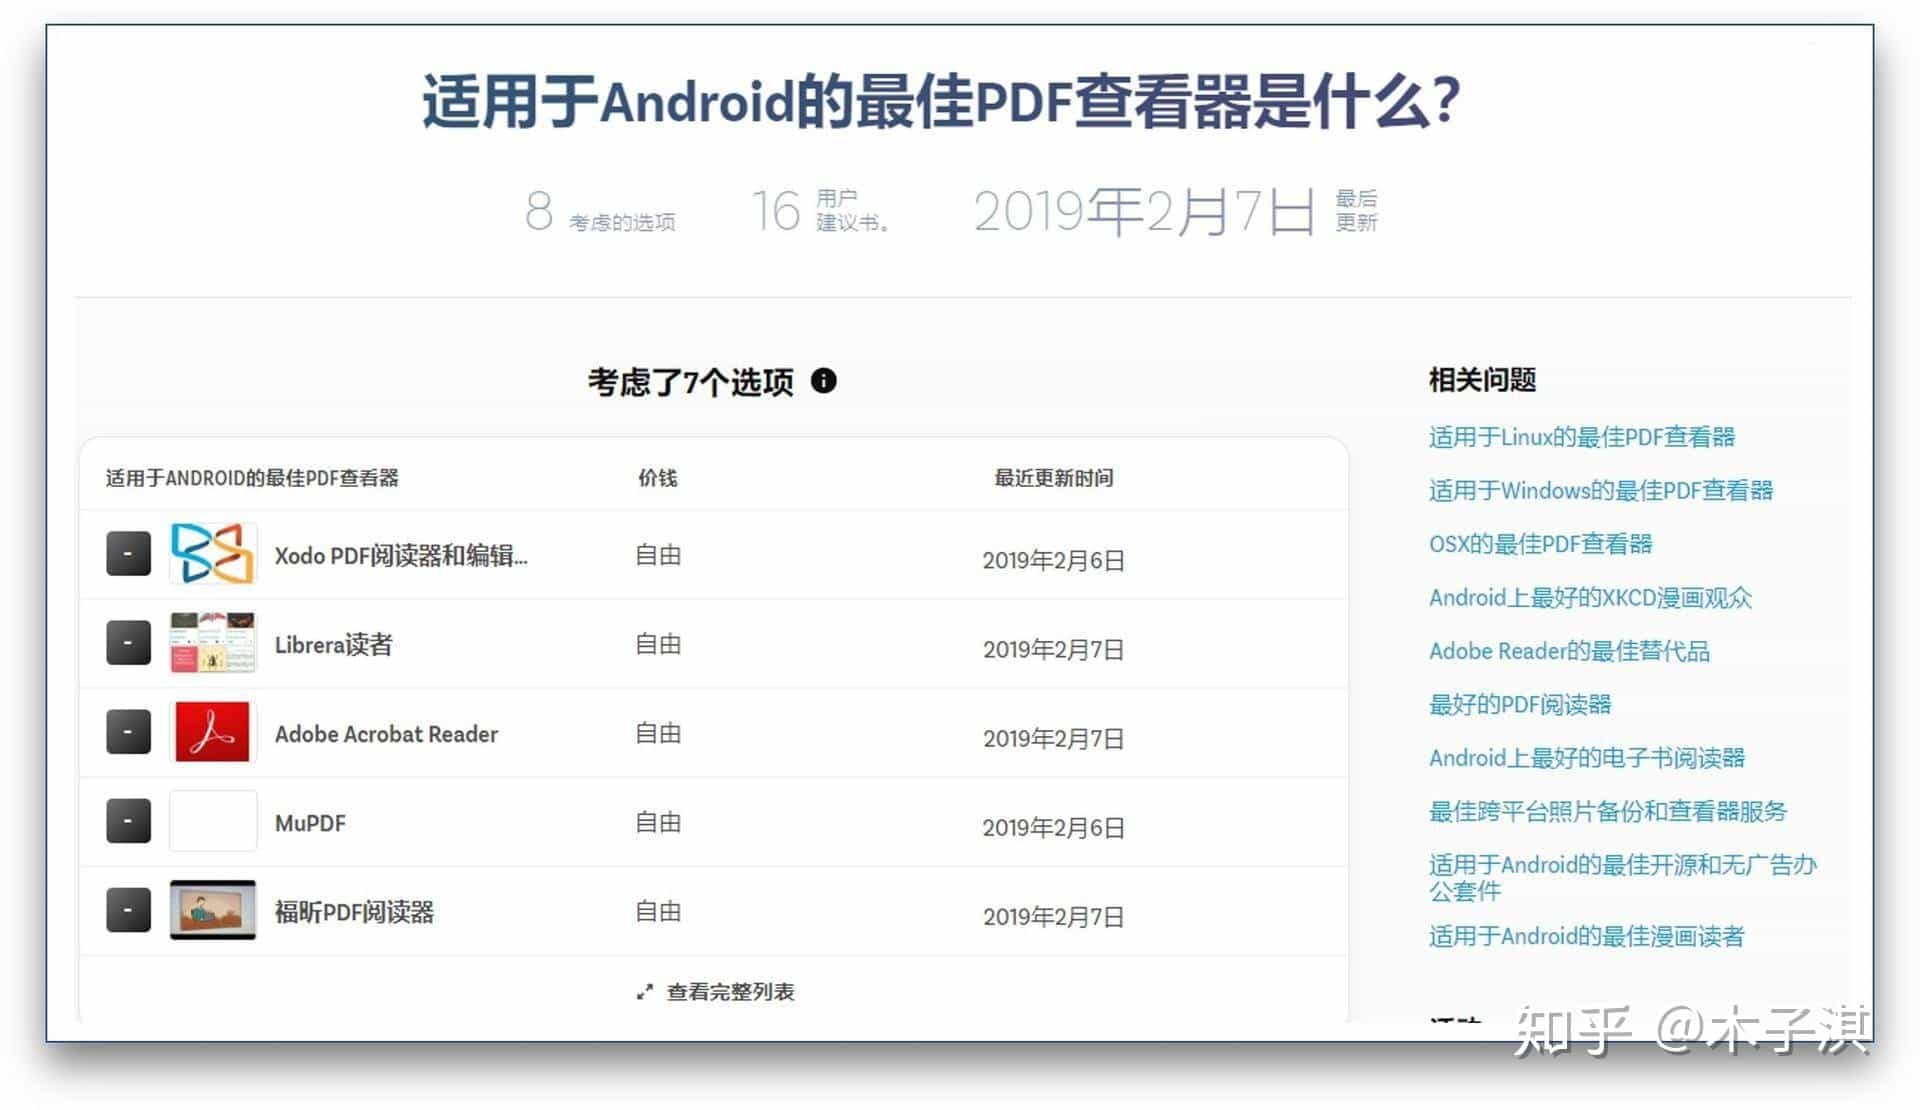 适用于Android的最佳PDF查看器是什么?
8 考虑的选项 16 用户建议书。 2019年2月7日 最后更新
考虑了7个选项
适用于ANDROID的最佳PDF查看器 价钱 最近更新时间
Xodo PDF阅读器和编辑... 自由 2019年2月6日
Librera读者 自由 2019年2月7日
Adobe Acrobat Reader 自由 2019年2月7日
MuPDF 自由 2019年2月6日
福昕PDF阅读器 自由 2019年2月7日
查看完整列表
相关问题
适用于Linux的最佳PDF查看器
适用于Windows的最佳PDF查看器
OSX的最佳PDF查看器
Android上最好的XKCD漫画观众
Adobe Reader的最佳替代品
最好的PDF阅读器
Android上最好的电子书阅读器
最佳跨平台照片备份和查看器服务
适用于Android的最佳开源和无广告办
公套件
适用于Android的最佳漫画读者
知乎 @木子淇